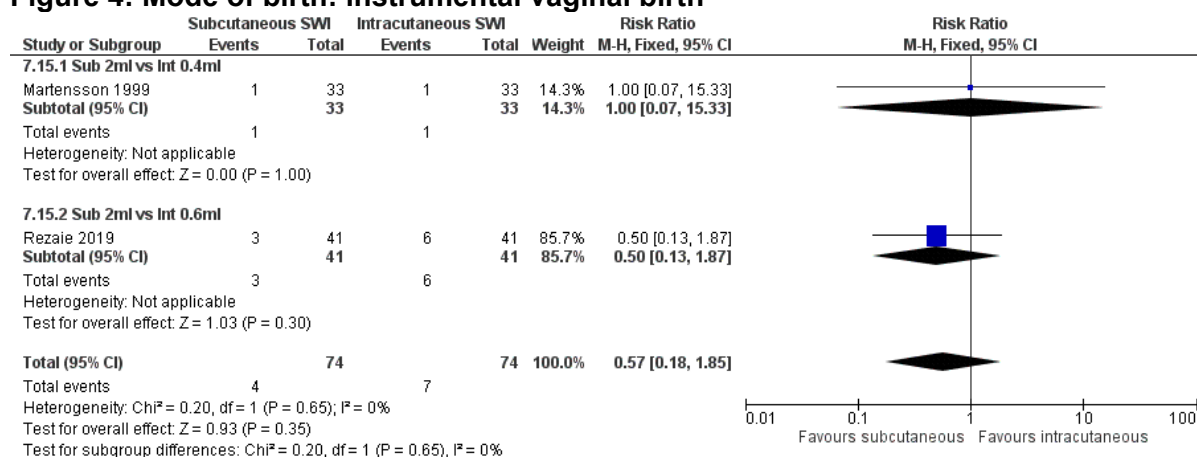 Figure 4: Mode of birth: instrumental vaginal birth
Subcutaneous SWI Intracutaneous SWI Risk Ratio Risk Ratio
Study or Subgroup Events Total Events Total Weight M-H, Fixed, 95% CI M-H, Fixed, 95% CI
7.15.1 Sub 2ml vs Int 0.4ml
Martensson 1999 1 33 1 33 14.3% 1.00 [0.07, 15.33]
Subtotal (95% CI) 33 33 14.3% 1.00 [0.07, 15.33]
Total events 1 1
Heterogeneity: Not applicable
Test for overall effect: Z = 0.00 (P = 1.00)
7.15.2 Sub 2ml vs Int 0.6ml
Rezaie 2019 3 41 6 41 85.7% 0.50 [0.13, 1.87]
Subtotal (95% CI) 41 41 85.7% 0.50 [0.13, 1.87]
Total events 3 6
Heterogeneity: Not applicable
Test for overall effect: Z = 1.03 (P = 0.30)
Total (95% CI) 74 74 100.0% 0.57 [0.18, 1.85]
Total events 4 7
Heterogeneity: Chi² = 0.20, df = 1 (P = 0.65); I² = 0%
Test for overall effect: Z = 0.93 (P = 0.35)
Test for subgroup differences: Chi² = 0.20, df = 1 (P = 0.65), I² = 0%
0.01 0.1 1 10 100
Favours subcutaneous Favours intracutaneous